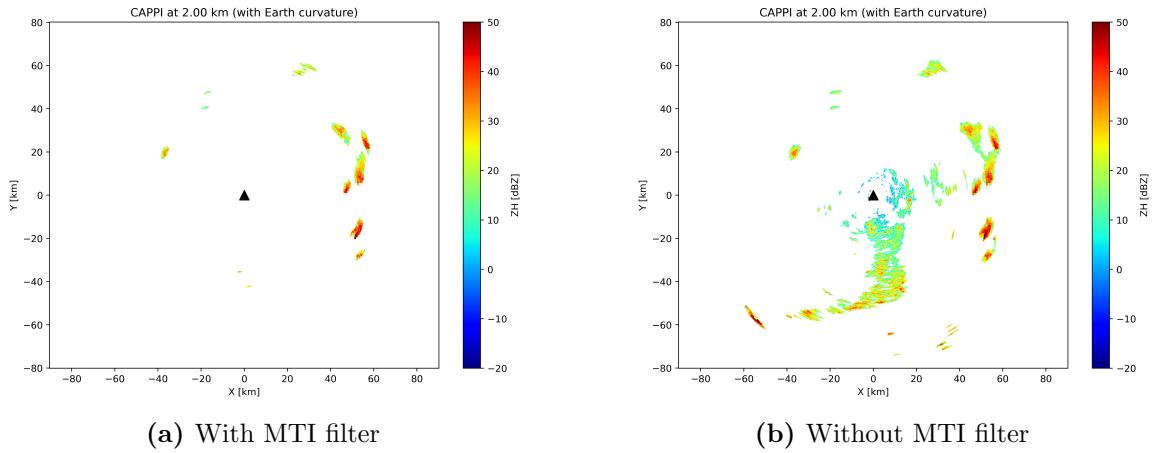 CAPPI at 2.00 km (with Earth curvature)
80
60
40
20
0
−20
−40
−60
−80
Y [km]
−80 −60 −40 −20 0 20 40 60 80
X [km]
50
40
30
20
10
0
−10
−20
ZH [dBZ]
(a) With MTI filter
CAPPI at 2.00 km (with Earth curvature)
80
60
40
20
0
−20
−40
−60
−80
Y [km]
−80 −60 −40 −20 0 20 40 60 80
X [km]
50
40
30
20
10
0
−10
−20
ZH [dBZ]
(b) Without MTI filter